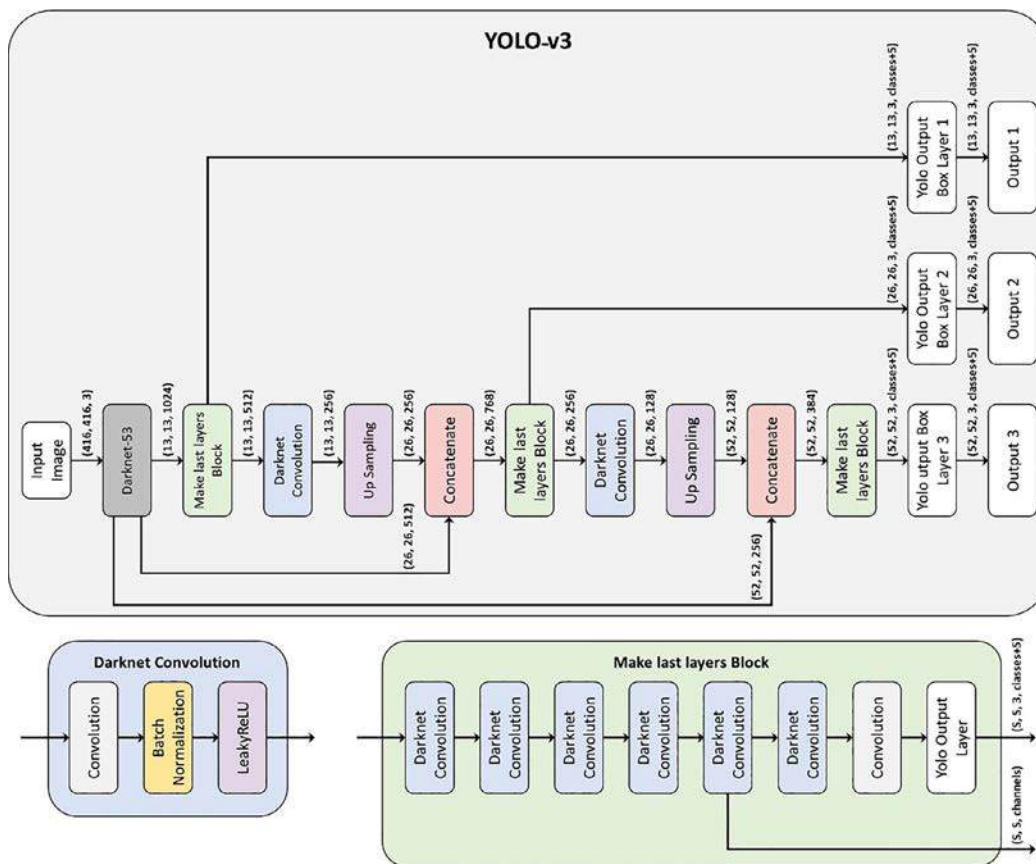 YOLO-v3
Input
Image
(416, 416, 3)
Darknet-53
(13, 13, 1024)
Make last layers
Block
(13, 13, 512)
Darknet
Convolution
(13, 13, 256)
Up Sampling
(26, 26, 256)
(26, 26, 512)
Concatenate
(26, 26, 768)
Make last
layers Block
(26, 26, 256)
Darknet
Convolution
(26, 26, 128)
Up Sampling
(52, 52, 128)
(52, 52, 256)
Concatenate
(52, 52, 384)
Make last
layers Block
(52, 52, 3, classes+5)
Yolo utput Box
Layer 3
(52, 52, 3, classes+5)
Output 3
(26, 26, 3, classes+5)
Yolo Output
Box Layer 2
(26, 26, 3, classes+5)
Output 2
(13, 13, 3, classes+5)
Yolo Output
Box Layer 1
(13, 13, 3, classes+5)
Output 1
Darknet Convolution
Convolution
Batch
Normalization
LeakyReLU
Make last layers Block
Darknet
Convolution
Darknet
Convolution
Darknet
Convolution
Darknet
Convolution
Darknet
Convolution
Darknet
Convolution
Convolution
Yolo Output
Layer
(S, S, 3, classes+5)
(S, S, channels)